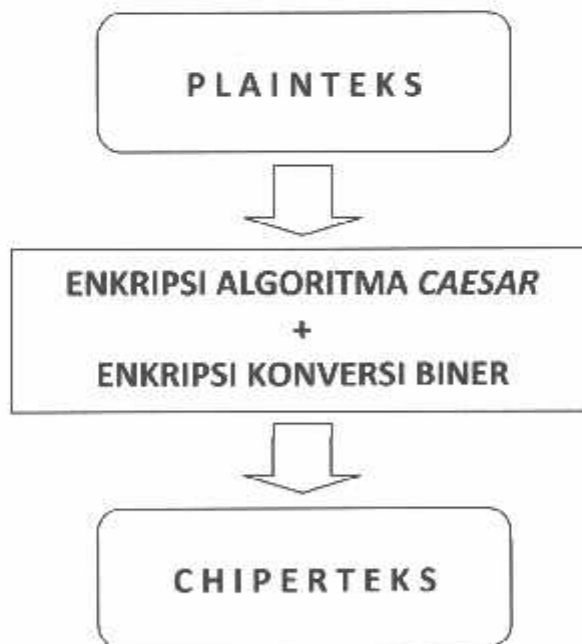 PLAINTEKS
ENKRIPSI ALGORITMA CAESAR
+
ENKRIPSI KONVERSI BINER
CHIPERTEKS